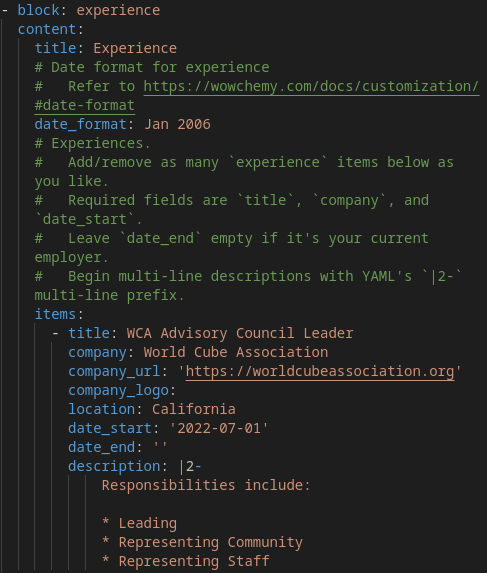 - block: experience
content:
title: Experience
# Date format for experience
#   Refer to https://wowchemy.com/docs/customization/
#date-format
date_format: Jan 2006
# Experiences.
#   Add/remove as many `experience` items below as
you like.
#   Required fields are `title`, `company`, and
`date_start`.
#   Leave `date_end` empty if it's your current
employer.
#   Begin multi-line descriptions with YAML's `|2-`
multi-line prefix.
items:
- title: WCA Advisory Council Leader
company: World Cube Association
company_url: 'https://worldcubeassociation.org'
company_logo:
location: California
date_start: '2022-07-01'
date_end: ''
description: |2-
Responsibilities include:
* Leading
* Representing Community
* Representing Staff